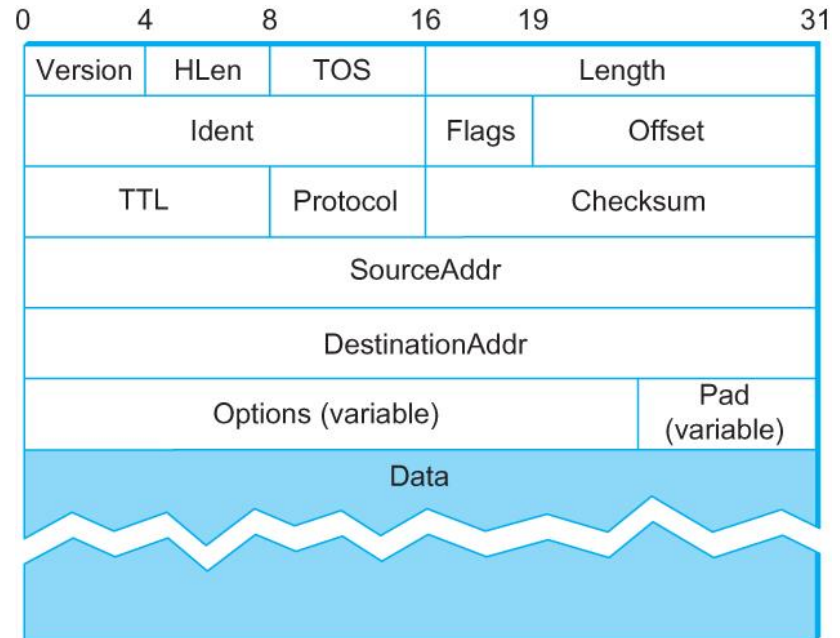 0 4 8 16 19 31
Version HLen TOS Length
Ident Flags Offset
TTL Protocol Checksum
SourceAddr
DestinationAddr
Options (variable) Pad
(variable)
Data